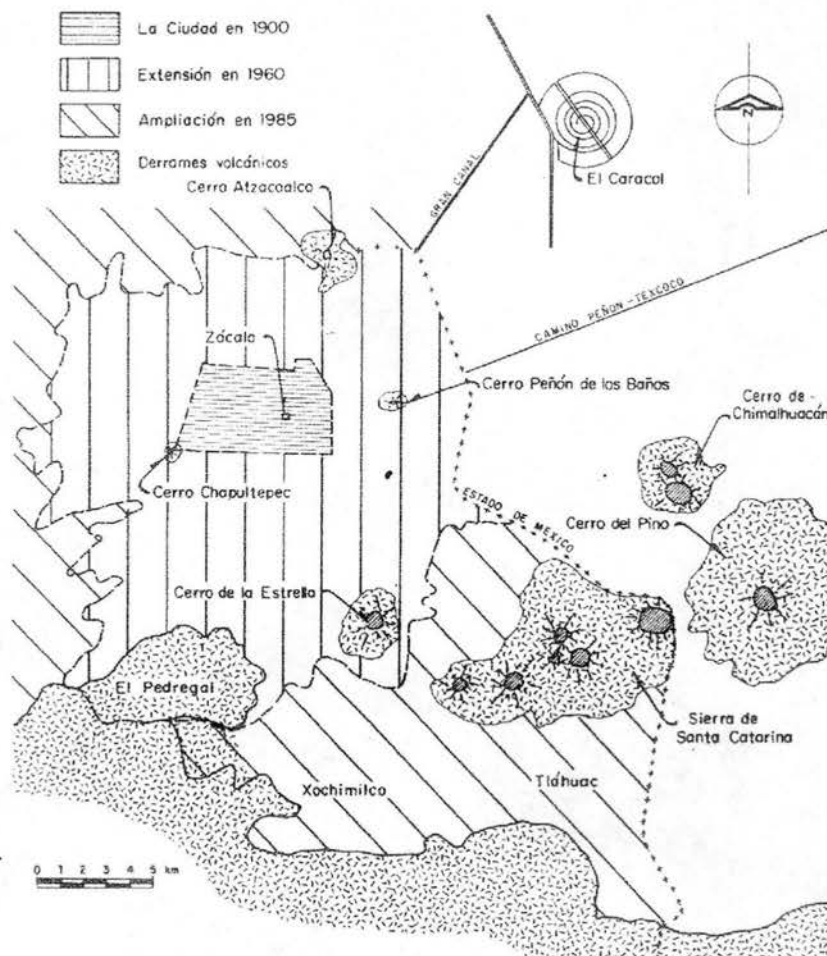 La Ciudad en 1900
Extensión en 1960
Ampliación en 1985
Derrames volcánicos
Cerro Atzacoalco
GRAN CANAL
El Caracol
N
CAMINO PEÑON-TEXCOCO
Zócalo
Cerro Peñón de los Baños
Cerro de
Chimalhuacán
Cerro Chapultepec
ESTADO DE MEXICO
Cerro del Pino
Cerro de la Estrella
El Pedregal
Sierra de
Santa Catarina
Xochimilco
Tláhuac
0 1 2 3 4 5 km